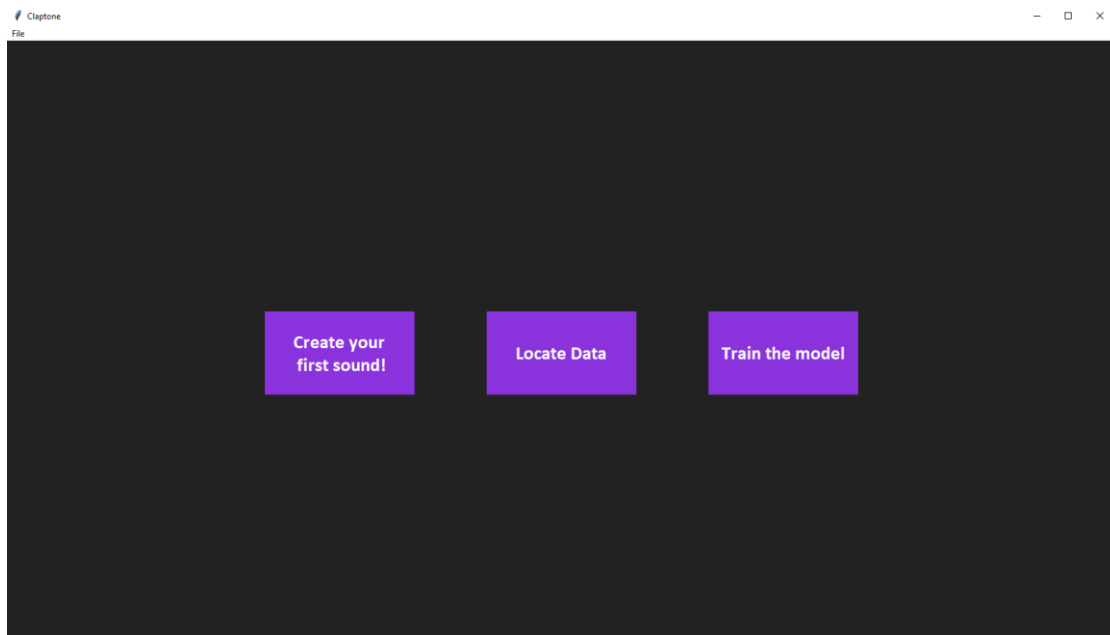 Claptone
File
Create your
first sound!
Locate Data
Train the model